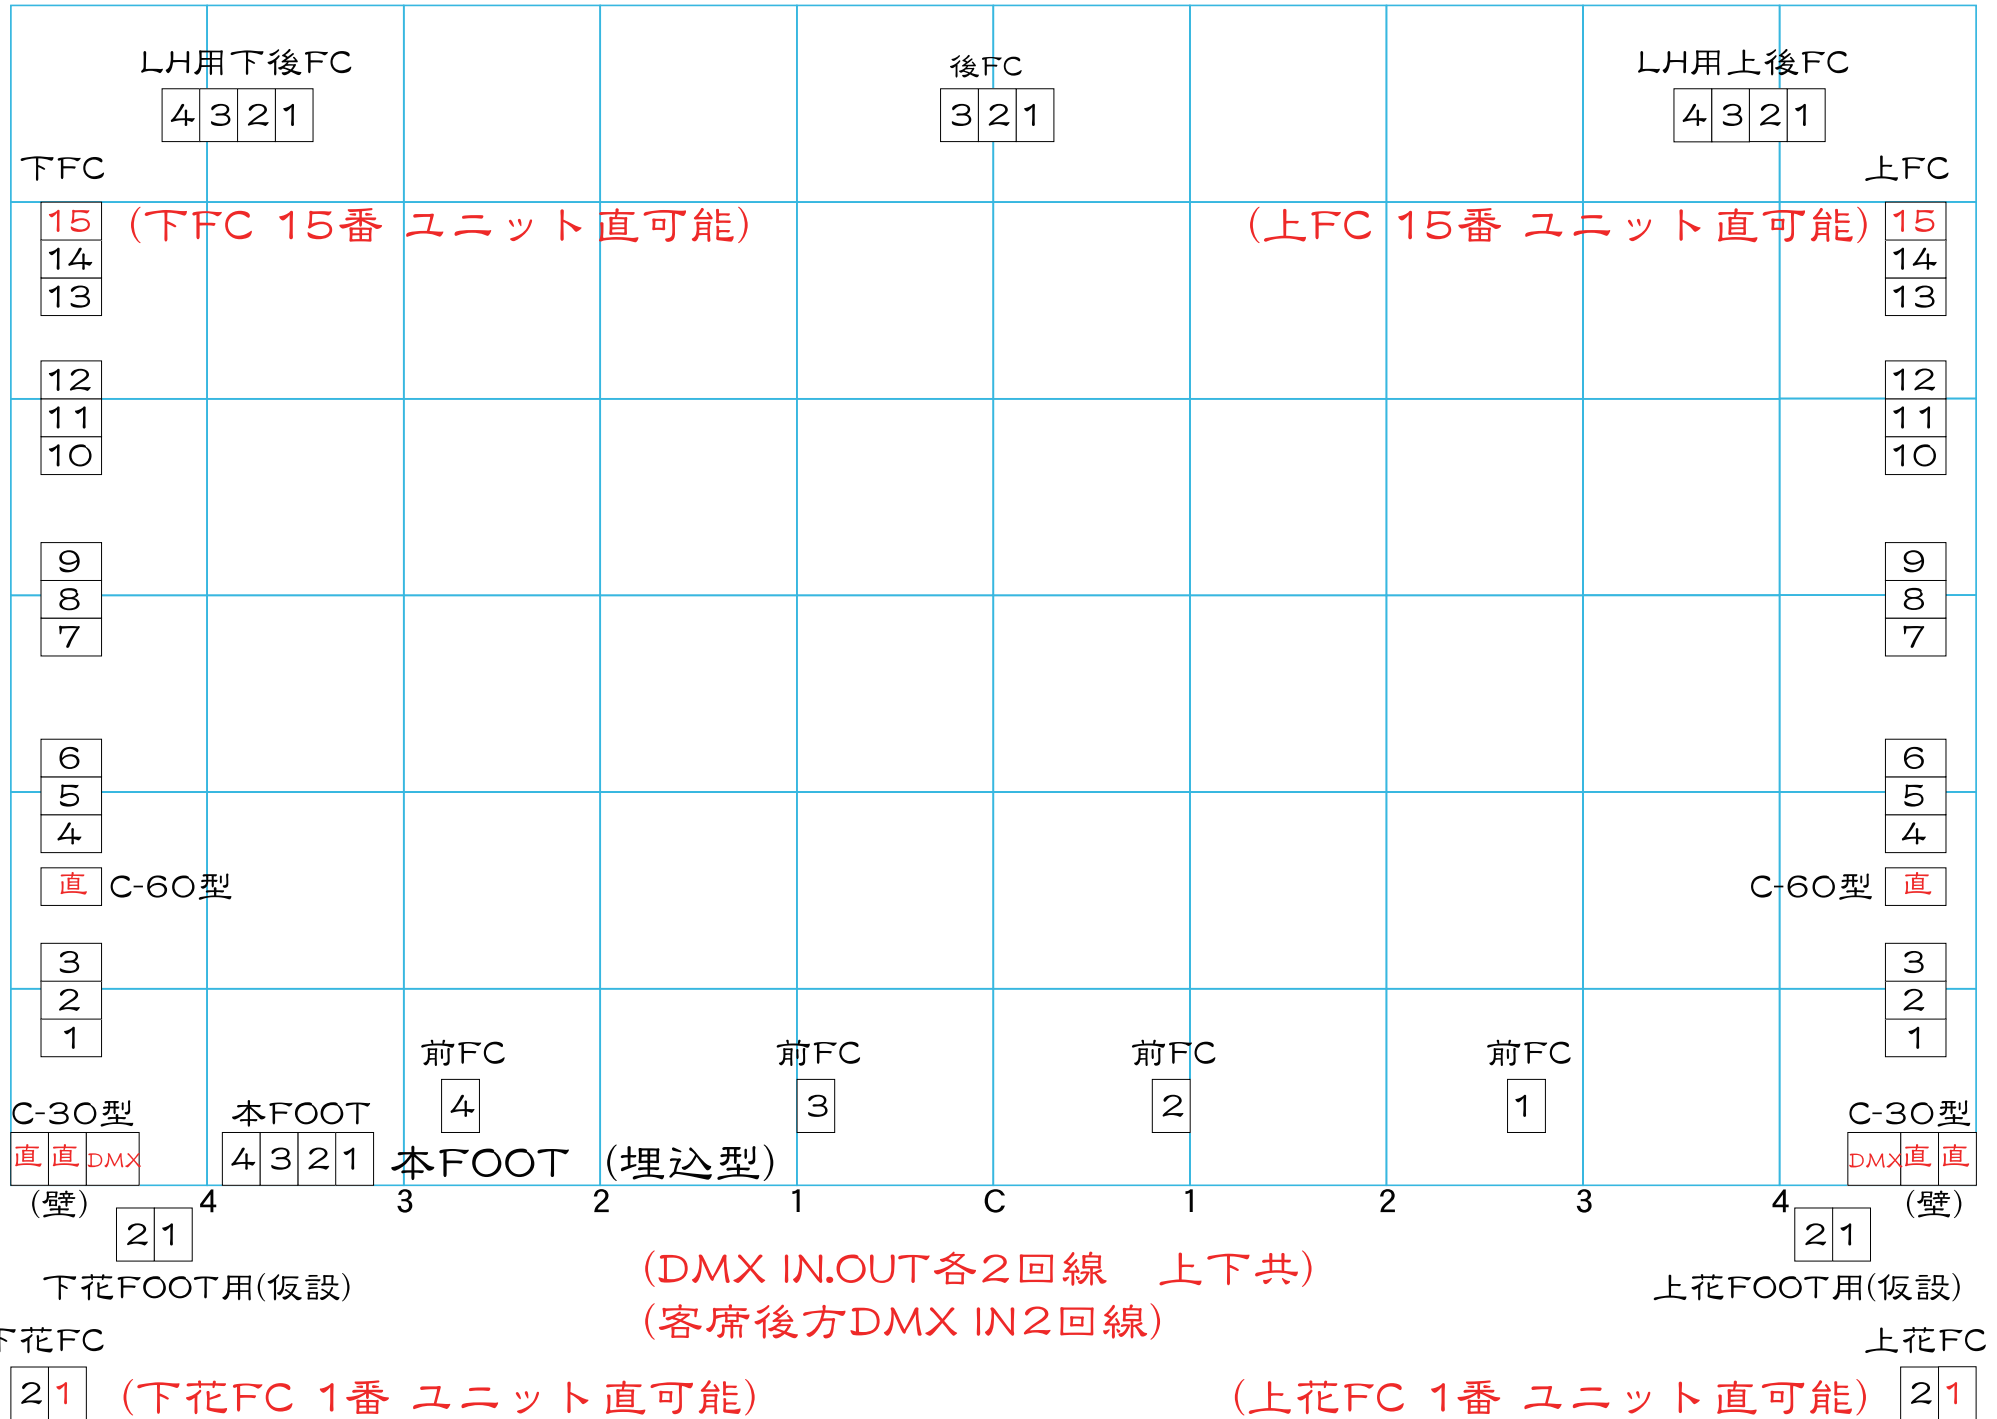 LH用下後FC 後FC LH用上後FC
4 3 2 1 3 2 1 4 3 2 1
下FC 上FC
15 (下FC 15番 ユニット直可能) (上FC 15番 ユニット直可能) 15
14 14
13 13
12 12
11 11
10 10
9 9
8 8
7 7
6 6
5 5
4 4
直 C-60型 C-60型 直
3 3
2 2
1 1
前FC 前FC 前FC 前FC
4 3 2 1
C-30型 本FOOT C-30型
直 直 DMX 4 3 2 1 本FOOT (埋込型) DMX 直 直
(壁) 4 3 2 1 C 1 2 3 4 (壁)
2 1 2 1
下花FOOT用(仮設) 上花FOOT用(仮設)
(DMX IN.OUT各2回線 上下共)
(客席後方DMX IN2回線)
下花FC 上花FC
2 1 (下花FC 1番 ユニット直可能) (上花FC 1番 ユニット直可能) 2 1